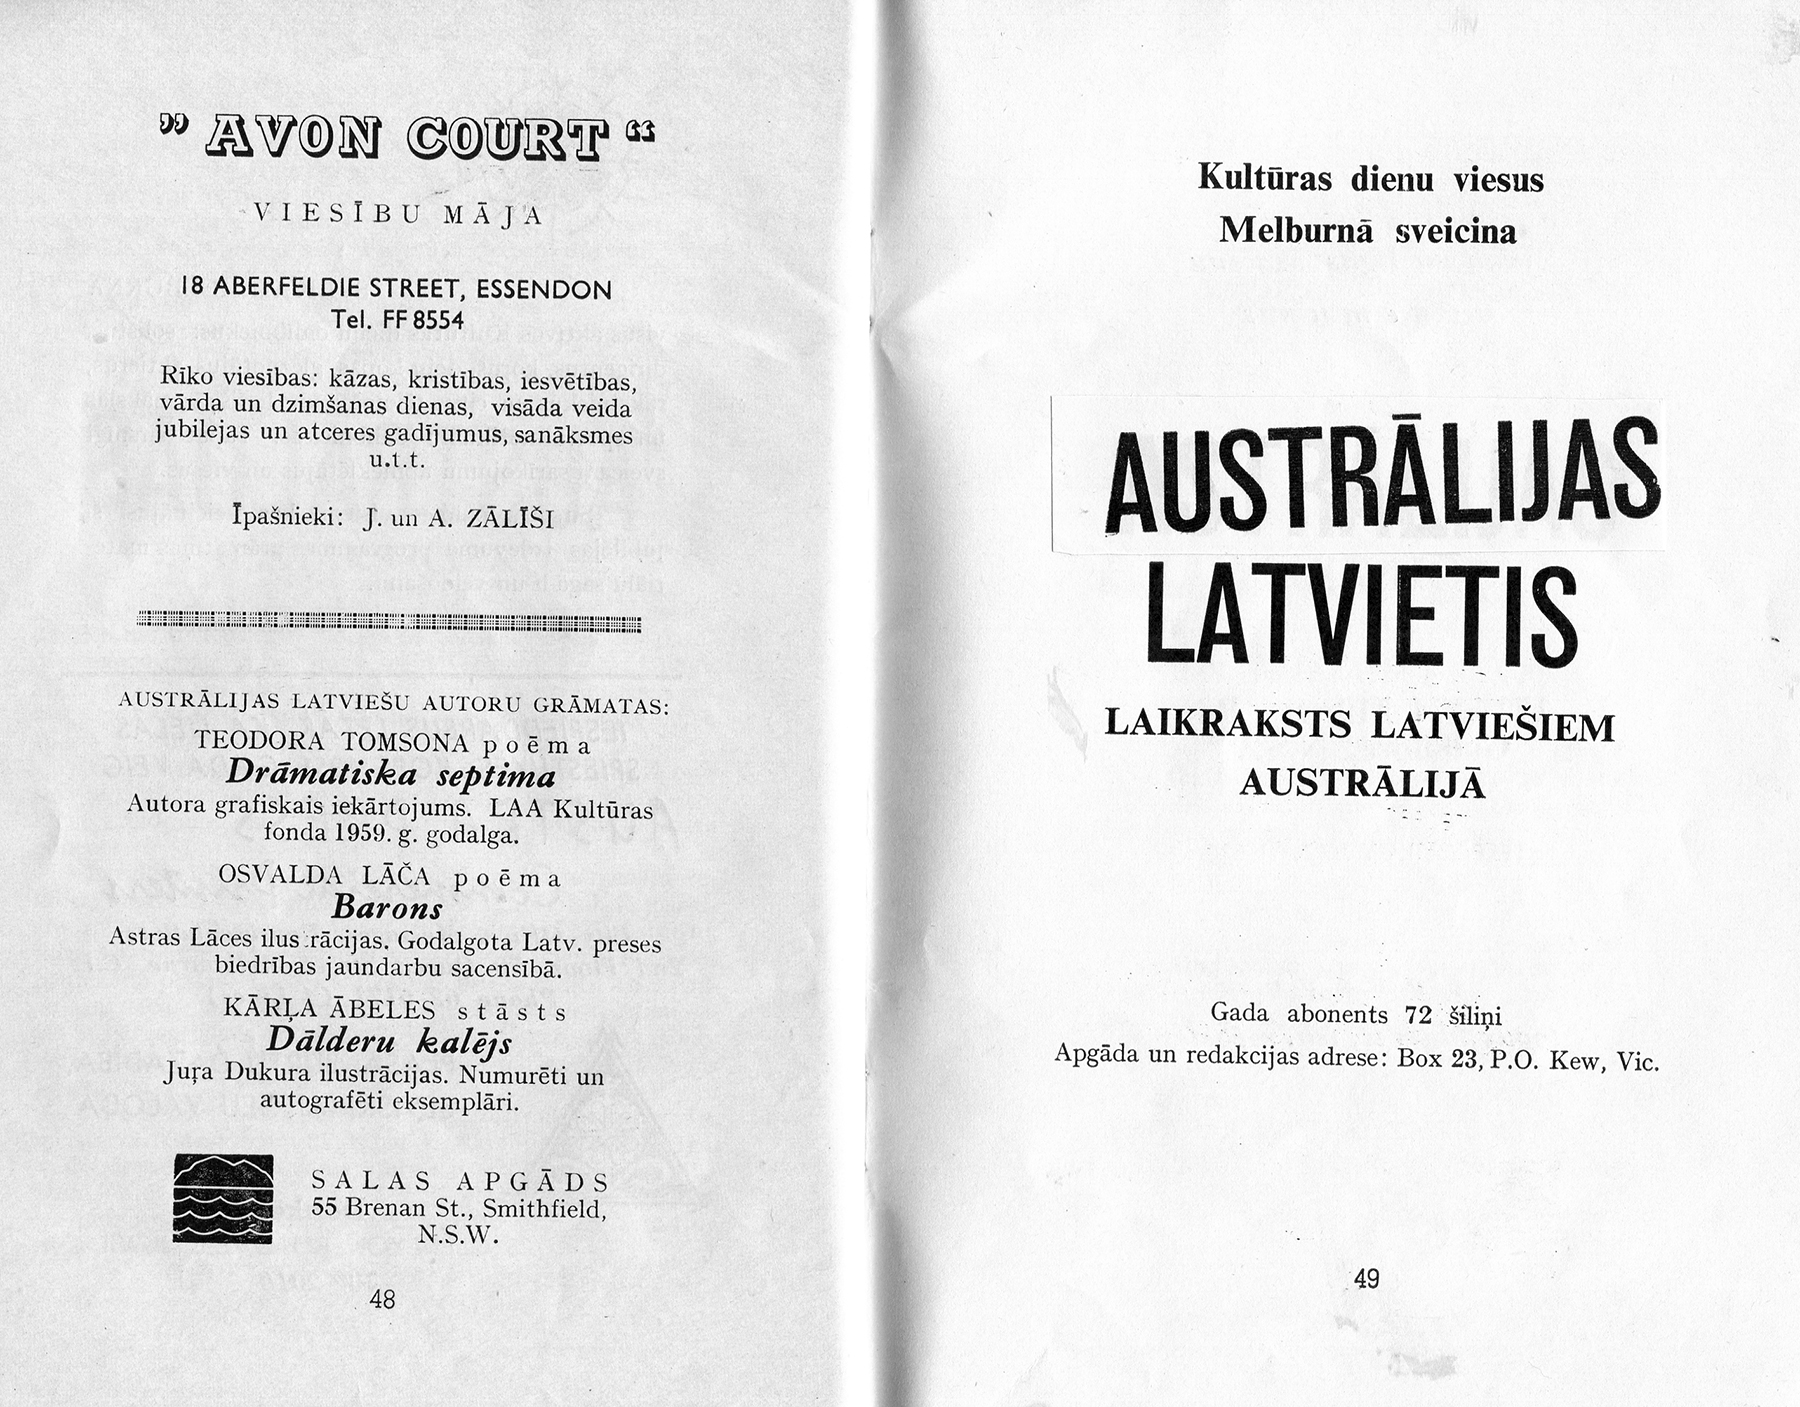 ” AVON COURT “
VIESĪBU MĀJA
18 ABERFELDIE STREET, ESSENDON
Tel. FF 8554
Rīko viesības: kāzas, kristības, iesvētības,
vārda un dzimšanas dienas, visāda veida
jubilejas un atceres gadījumus, sanāksmes
u.t.t.
Īpašnieki: J. un A. ZĀLĪŠI
AUSTRĀLIJAS LATVIEŠU AUTORU GRĀMATAS:
TEODORA TOMSONA poēma
Drāmatiska septima
Autora grafiskais iekārtojums. LAA Kultūras
fonda 1959. g. godalga.
OSVALDA LĀČA poēma
Barons
Astras Lāces ilus rācijas. Godalgota Latv. preses
biedrības jaundarbu sacensībā.
KĀRĻA ĀBELES stāsts
Dālderu kalējs
Juŗa Dukura ilustrācijas. Numurēti un
autografēti eksemplāri.
SALAS APGĀDS
55 Brenan St., Smithfield,
N.S.W.
48
Kultūras dienu viesus
Melburnā sveicina
AUSTRĀLIJAS
LATVIETIS
LAIKRAKSTS LATVIEŠIEM
AUSTRĀLIJĀ
Gada abonents 72 šiliņi
Apgāda un redakcijas adrese: Box 23, P.O. Kew, Vic.
49